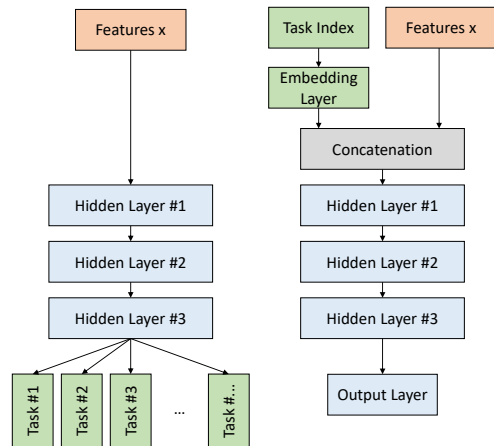 Features x
Hidden Layer #1
Hidden Layer #2
Hidden Layer #3
Task #1
Task #2
Task #3
...
Task #...
Task Index
Features x
Embedding
Layer
Concatenation
Hidden Layer #1
Hidden Layer #2
Hidden Layer #3
Output Layer